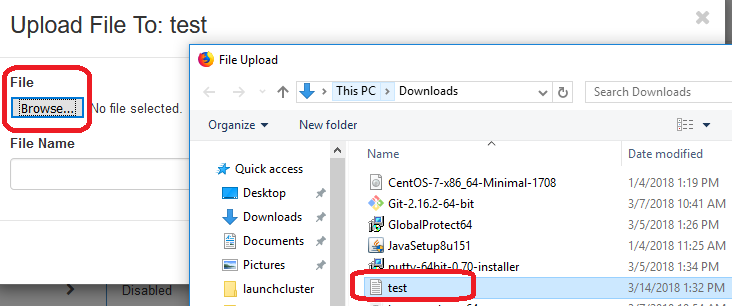 Upload File To: test
File
Browse... No file selected.
File Name
File Upload
This PC Downloads
Search Downloads
Organize New folder
Name Date modified
Quick access
Desktop
Downloads
Documents
Pictures
launchcluster
CentOS-7-x86_64-Minimal-1708 1/4/2018 1:19 PM
Git-2.16.2-64-bit 3/7/2018 10:41 AM
GlobalProtect64 3/5/2018 1:26 PM
JavaSetup8u151 1/4/2018 11:25 AM
putty-64bit-0.70-installer 3/5/2018 1:32 PM
test 3/14/2018 1:32 PM
Disabled